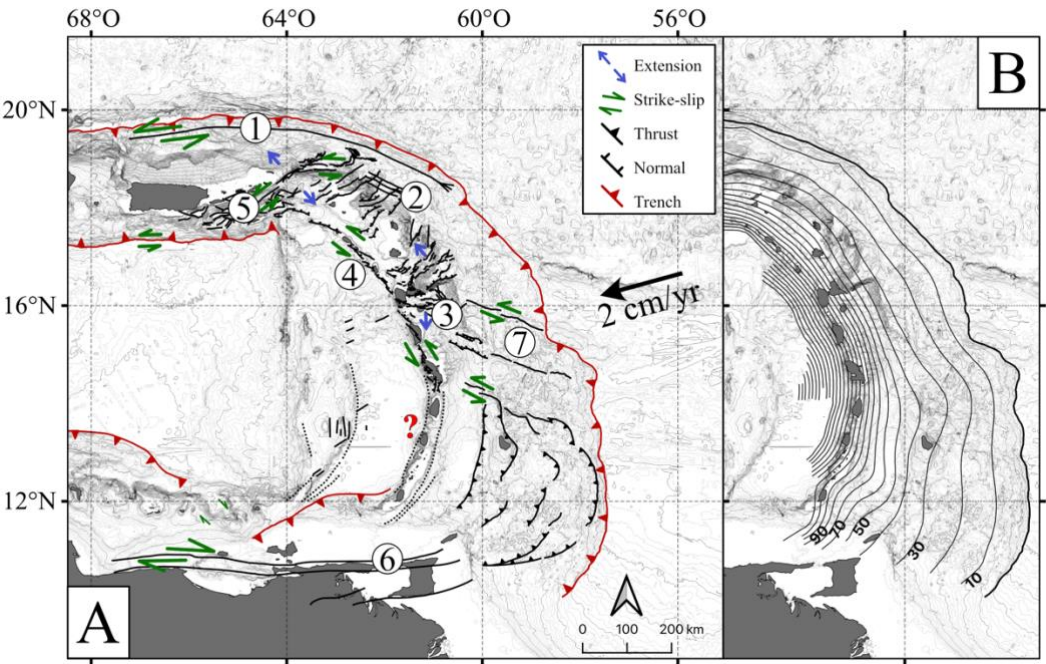 68°O 64°O 60°O 56°O
20°N
16°N
12°N
Extension
Strike-slip
Thrust
Normal
Trench
1
2
5
4
3
2 cm/yr
7
?
6
0 100 200 km
A
B
90 70 50 30 10